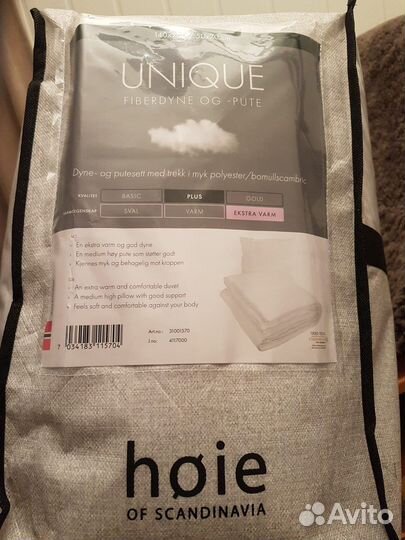 UNIQUE
FIBERDYNE OG -PUTE
Dyne- og putesett med trekk i myk polyester/bomullscambric
KVALITET BASIC PLUS GOLD
SVAL VARM EKSTRA VARM
En ekstra varm og god dyne
En medium høy pute som støtter godt
Kjennes myk og behagelig mot kroppen
An extra warm and comfortable duvet
A medium high pillow with good support
Feels soft and comfortable against your body
Art.no.: 31001570
J.no: 4117000
7 034183 115704
høie
OF SCANDINAVIA
Avito